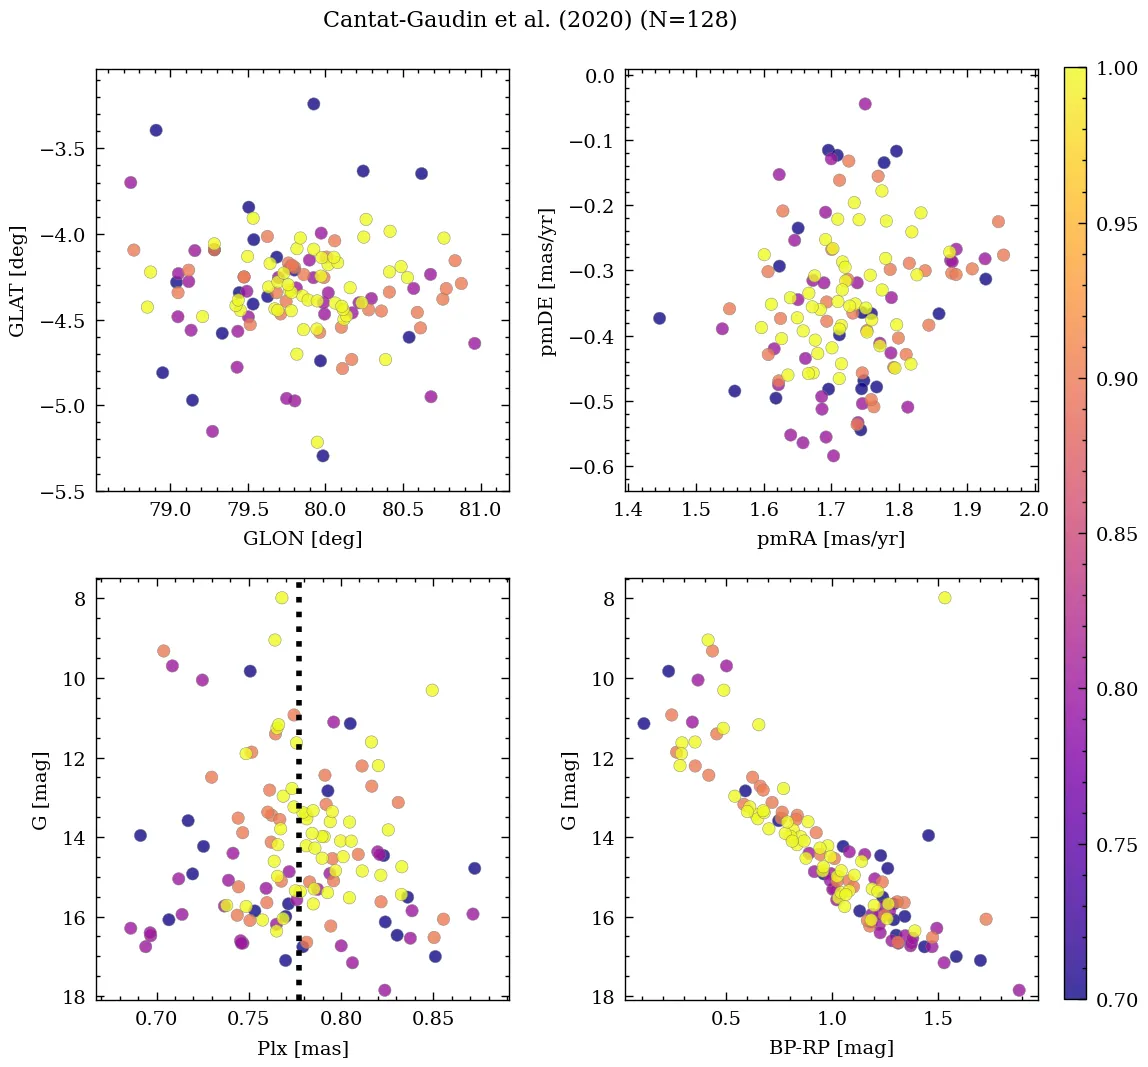 Cantat-Gaudin et al. (2020) (N=128)
GLAT [deg]
−3.5
−4.0
−4.5
−5.0
−5.5
79.0 79.5 80.0 80.5 81.0
GLON [deg]
pmDE [mas/yr]
0.0
−0.1
−0.2
−0.3
−0.4
−0.5
−0.6
1.4 1.5 1.6 1.7 1.8 1.9 2.0
pmRA [mas/yr]
1.00
0.95
0.90
0.85
0.80
0.75
0.70
G [mag]
8
10
12
14
16
18
0.70 0.75 0.80 0.85
Plx [mas]
G [mag]
8
10
12
14
16
18
0.5 1.0 1.5
BP-RP [mag]